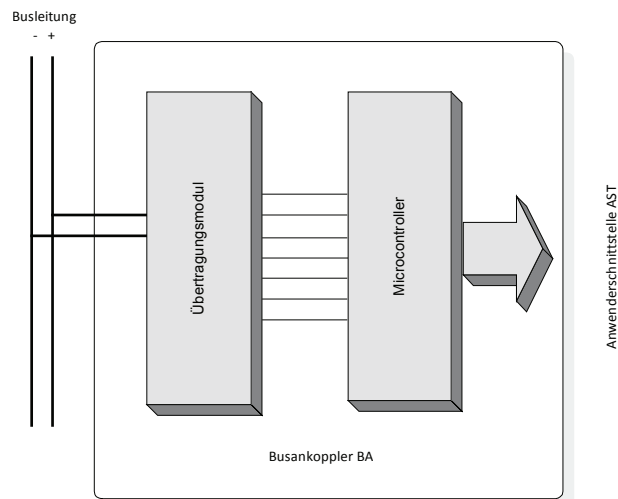 Busleitung
- +
Übertragungsmodul
Microcontroller
Anwenderschnittstelle AST
Busankoppler BA